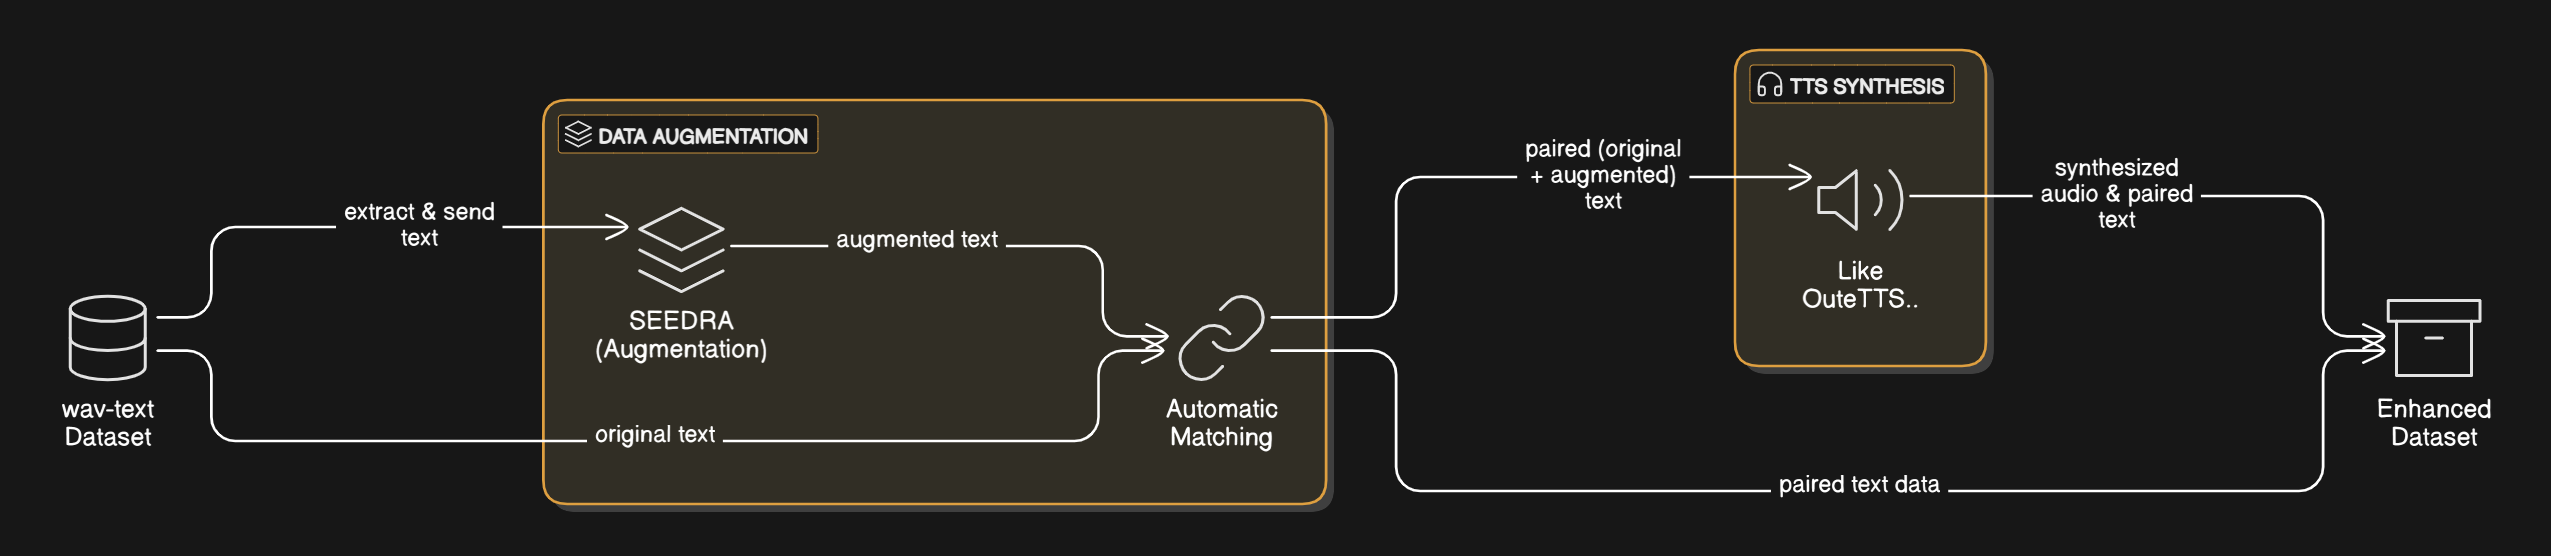 wav-text
Dataset
extract & send
text
original text
DATA AUGMENTATION
SEEDRA
(Augmentation)
augmented text
Automatic
Matching
paired (original
+ augmented)
text
paired text data
TTS SYNTHESIS
Like
OuteTTS..
synthesized
audio & paired
text
Enhanced
Dataset